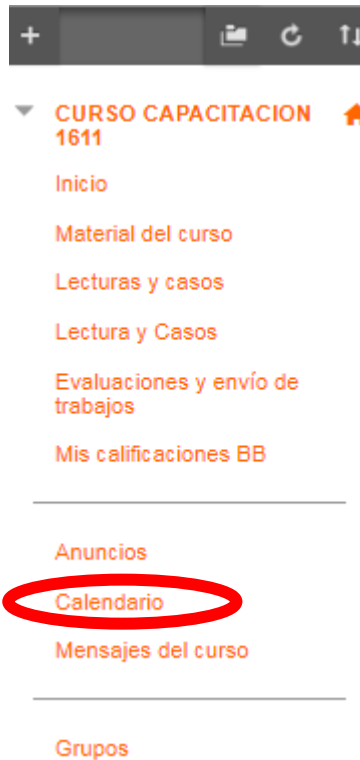 CURSO CAPACITACION
1611
Inicio
Material del curso
Lecturas y casos
Lectura y Casos
Evaluaciones y envío de
trabajos
Mis calificaciones BB
Anuncios
Calendario
Mensajes del curso
Grupos